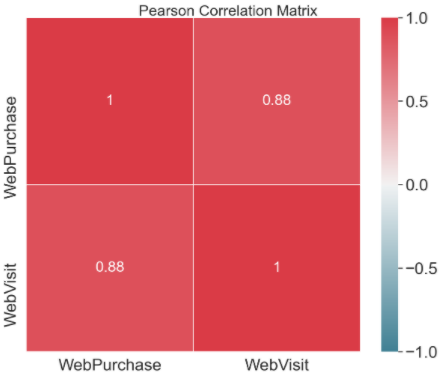 Pearson Correlation Matrix
1.0
WebPurchase
1
0.88
0.5
0.0
WebVisit
0.88
1
−0.5
−1.0
WebPurchase
WebVisit